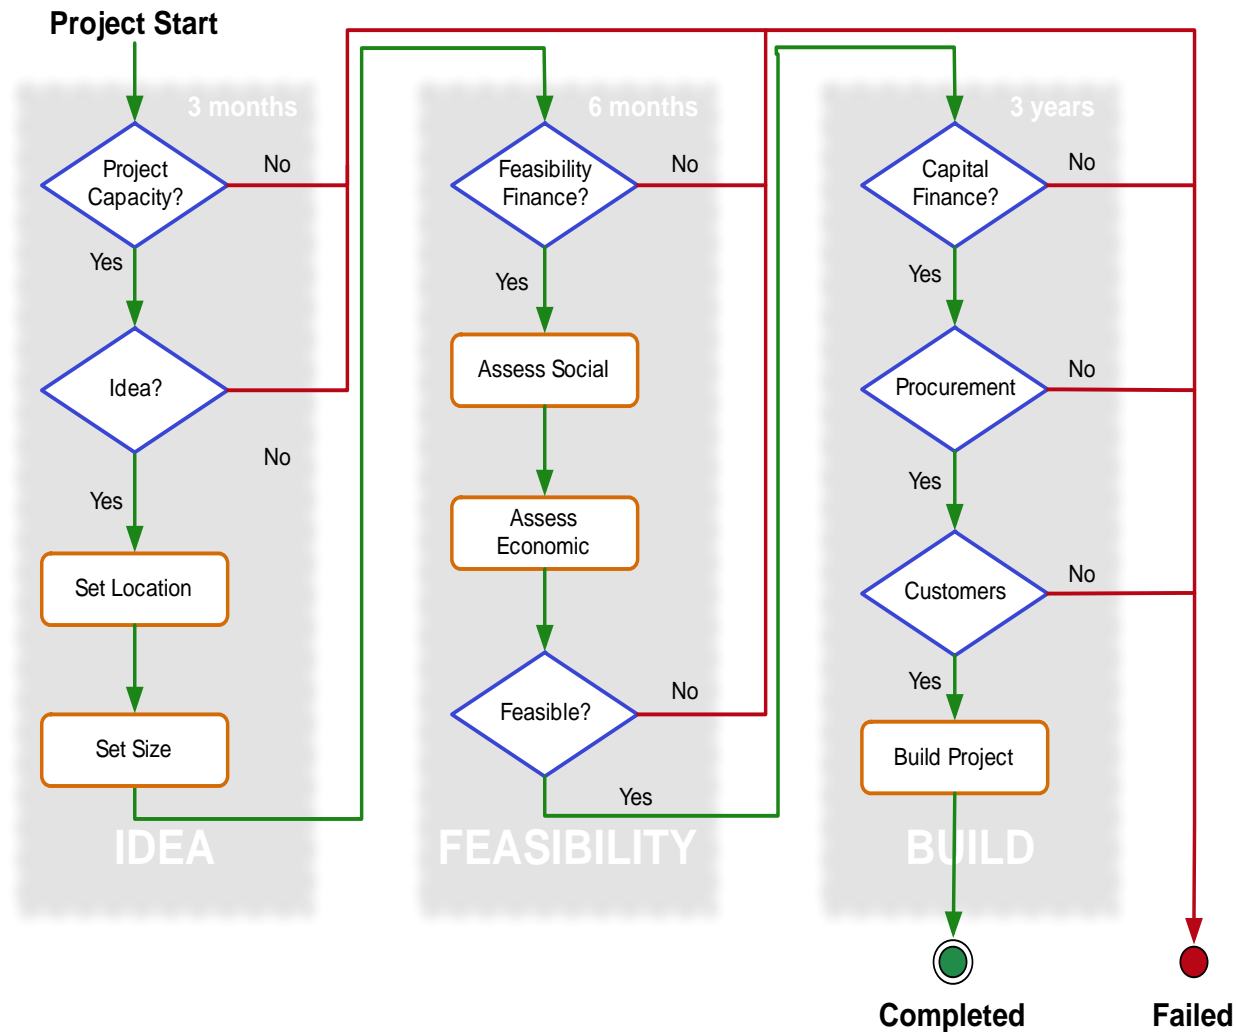 Project Start
3 months
Project
Capacity?
No
Yes
Idea?
No
Yes
Set Location
Set Size
IDEA
6 months
Feasibility
Finance?
No
Yes
Assess Social
Assess
Economic
Feasible?
No
Yes
FEASIBILITY
3 years
Capital
Finance?
No
Yes
Procurement
No
Yes
Customers
No
Yes
Build Project
BUILD
Completed
Failed